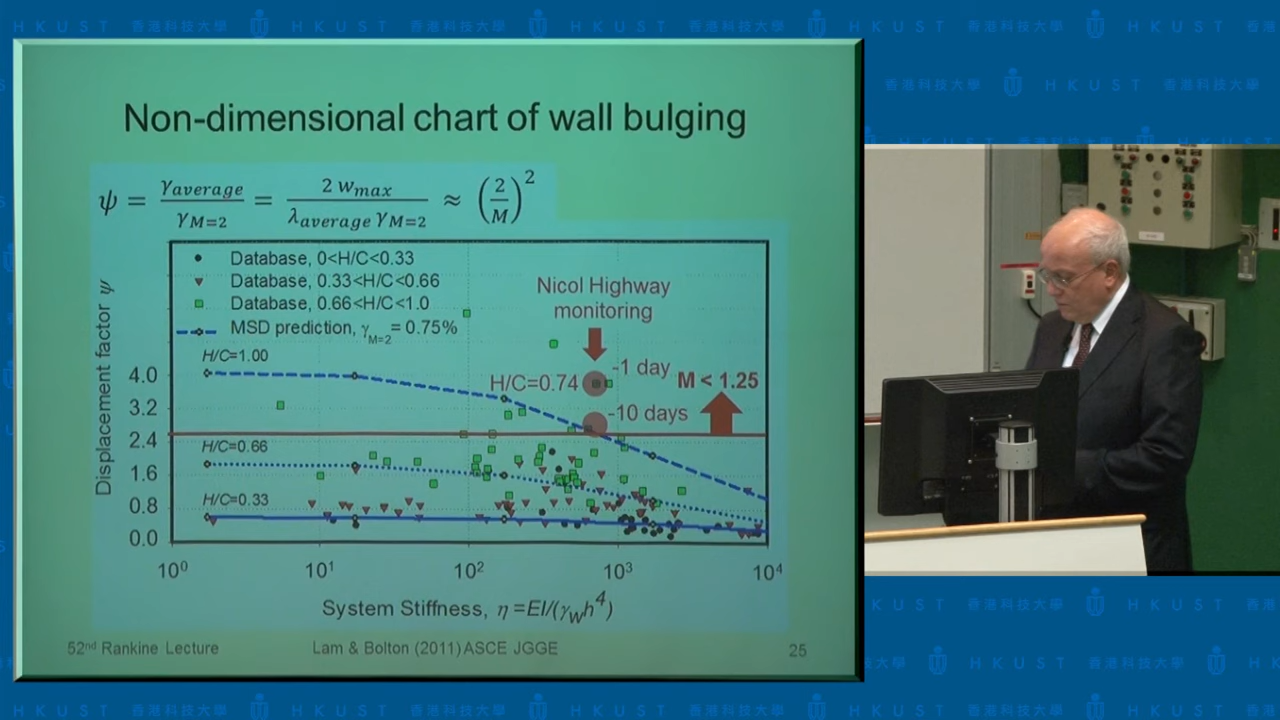 HKUST 香港科技大學
Non-dimensional chart of wall bulging
ψ = γaverage / γM=2 = 2 wmax / (λaverage γM=2) ≈ (2/M)²
Database, 0<H/C<0.33
Database, 0.33<H/C<0.66
Database, 0.66<H/C<1.0
MSD prediction, γM=2 = 0.75%
Nicol Highway
monitoring
H/C=1.00
-1 day
H/C=0.74
M < 1.25
-10 days
H/C=0.66
H/C=0.33
Displacement factor ψ
4.0
3.2
2.4
1.6
0.8
0.0
10⁰ 10¹ 10² 10³ 10⁴
System Stiffness, η =EI/(γwh⁴)
52nd Rankine Lecture Lam & Bolton (2011) ASCE JGGE 25